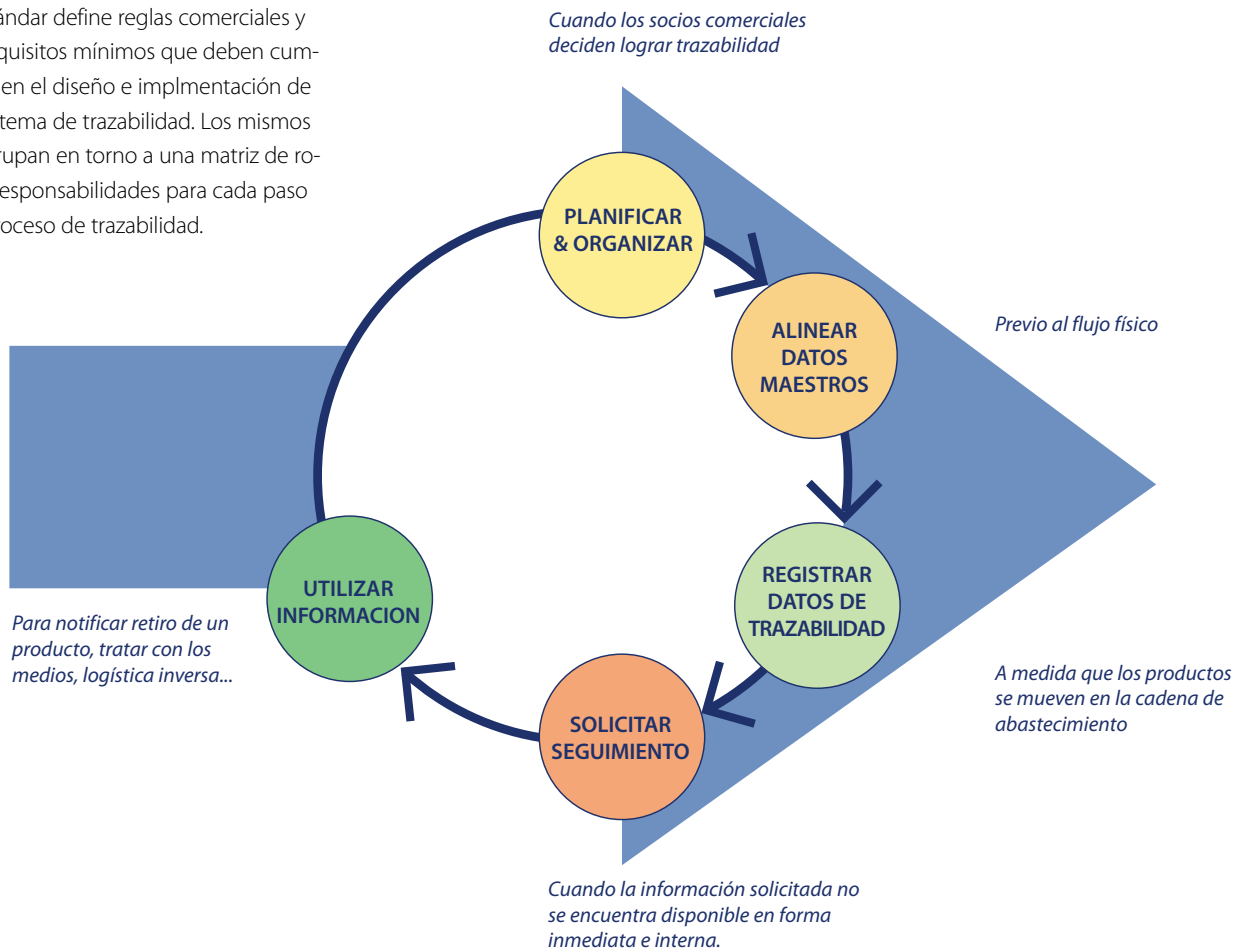 ándar define reglas comerciales y
quisitos mínimos que deben cum-
en el diseño e implmentación de
tema de trazabilidad. Los mismos
rupan en torno a una matriz de ro-
esponsabilidades para cada paso
roceso de trazabilidad.
Cuando los socios comerciales
deciden lograr trazabilidad
PLANIFICAR
& ORGANIZAR
ALINEAR
DATOS
MAESTROS
Previo al flujo físico
REGISTRAR
DATOS DE
TRAZABILIDAD
A medida que los productos
se mueven en la cadena de
abastecimiento
SOLICITAR
SEGUIMIENTO
Cuando la información solicitada no
se encuentra disponible en forma
inmediata e interna.
UTILIZAR
INFORMACION
Para notificar retiro de un
producto, tratar con los
medios, logística inversa...